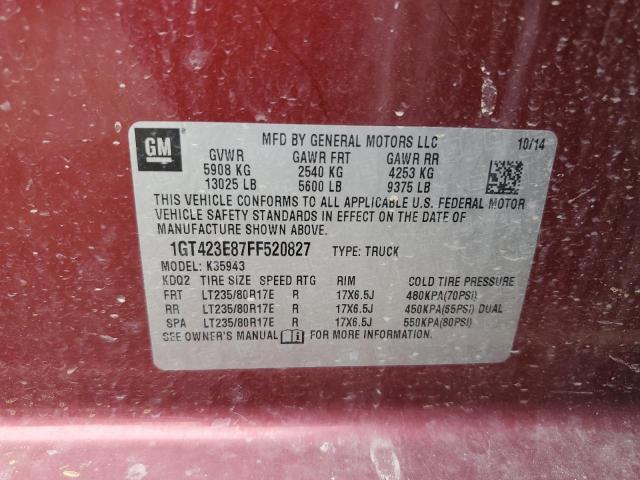 GM
MFD BY GENERAL MOTORS LLC 10/14
GVWR GAWR FRT GAWR RR
5908 KG 2540 KG 4253 KG
13025 LB 5600 LB 9375 LB
THIS VEHICLE CONFORMS TO ALL APPLICABLE U.S. FEDERAL MOTOR
VEHICLE SAFETY STANDARDS IN EFFECT ON THE DATE OF
MANUFACTURE SHOWN ABOVE.
1GT423E87FF520827 TYPE: TRUCK
MODEL: K35943
KDQ2 TIRE SIZE SPEED RTG RIM COLD TIRE PRESSURE
FRT LT235/80R17E R 17X6.5J 480KPA(70PSI)
RR LT235/80R17E R 17X6.5J 450KPA(65PSI) DUAL
SPA LT235/80R17E R 17X6.5J 550KPA(80PSI)
SEE OWNER'S MANUAL FOR MORE INFORMATION.